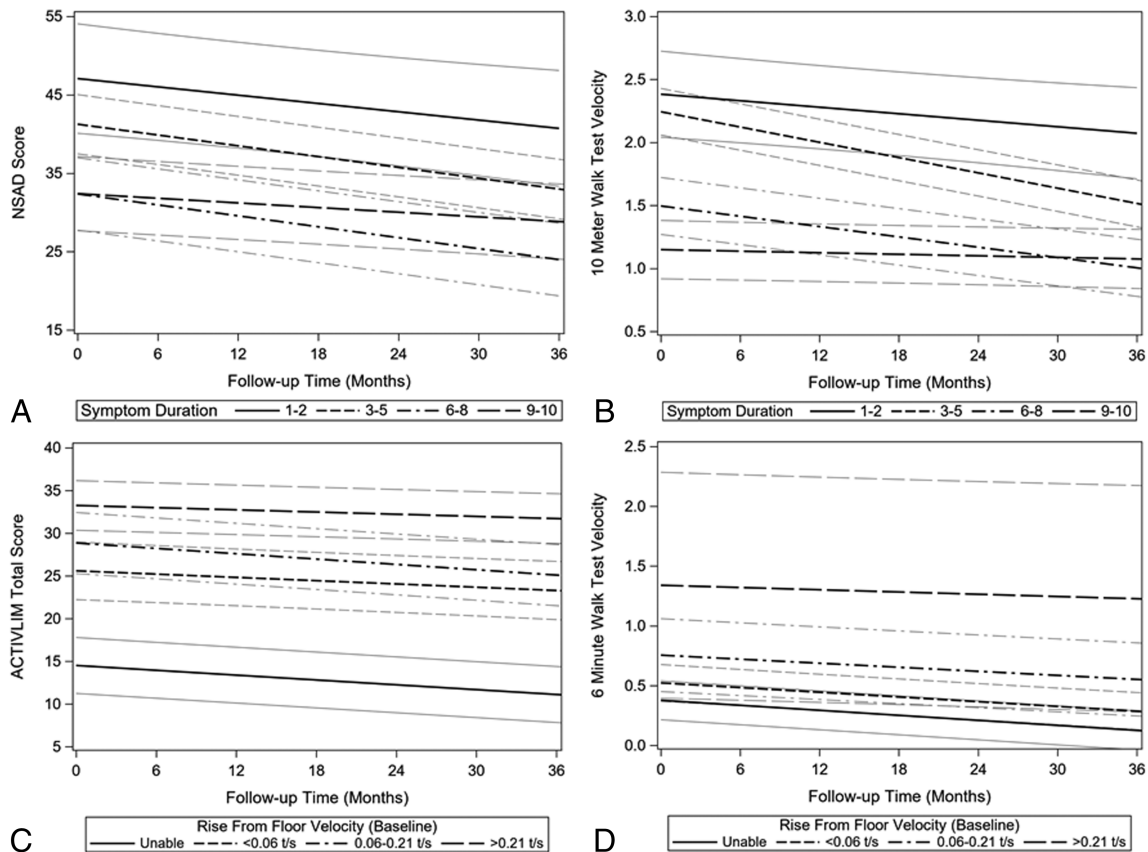 55
45
35
25
15
NSAD Score
0 6 12 18 24 30 36
Follow-up Time (Months)
Symptom Duration 1-2 3-5 6-8 9-10
A
3.0
2.5
2.0
1.5
1.0
0.5
10 Meter Walk Test Velocity
0 6 12 18 24 30 36
Follow-up Time (Months)
Symptom Duration 1-2 3-5 6-8 9-10
B
40
35
30
25
20
15
10
5
ACTIVLIM Total Score
0 6 12 18 24 30 36
Follow-up Time (Months)
Rise From Floor Velocity (Baseline)
Unable <0.06 t/s 0.06-0.21 t/s >0.21 t/s
C
2.5
2.0
1.5
1.0
0.5
0.0
6 Minute Walk Test Velocity
0 6 12 18 24 30 36
Follow-up Time (Months)
Rise From Floor Velocity (Baseline)
Unable <0.06 t/s 0.06-0.21 t/s >0.21 t/s
D